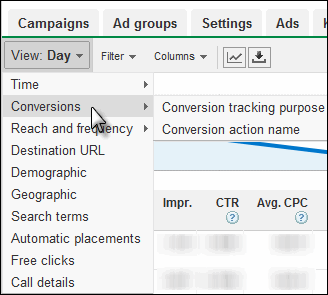 Campaigns Ad groups Settings Ads
View: Day Filter Columns
Time
Conversions
Conversion tracking purpose
Reach and frequency
Conversion action name
Destination URL
Demographic
Geographic
Impr. CTR Avg. CPC
? ?
Search terms
Automatic placements
Free clicks
Call details